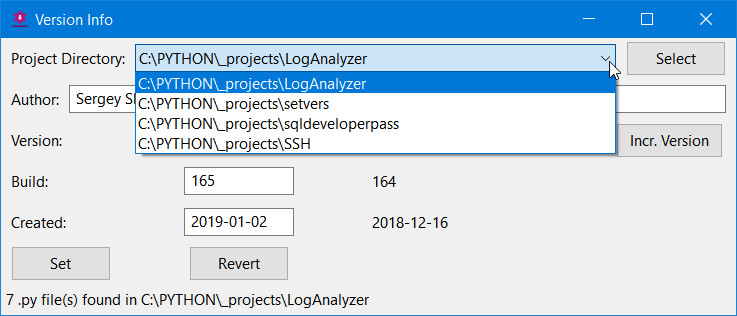 Version Info
Project Directory: C:\PYTHON\_projects\LogAnalyzer Select
C:\PYTHON\_projects\LogAnalyzer
Author: Sergey
C:\PYTHON\_projects\setvers
C:\PYTHON\_projects\sqldeveloperpass
Version: Incr. Version
C:\PYTHON\_projects\SSH
Build: 165 164
Created: 2019-01-02 2018-12-16
Set Revert
7 .py file(s) found in C:\PYTHON\_projects\LogAnalyzer